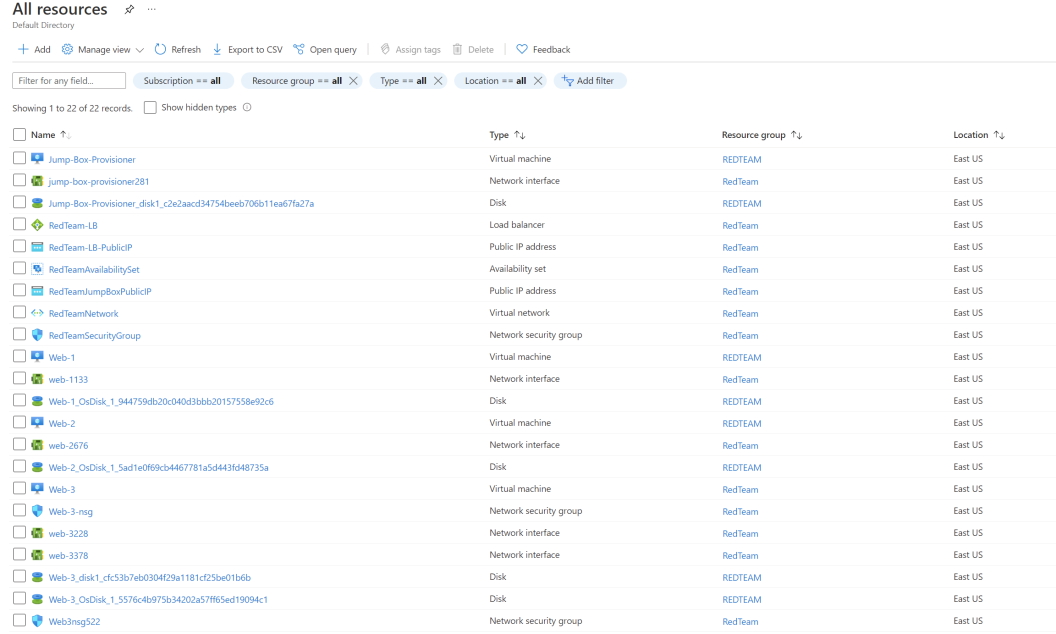 All resources
Default Directory
Add Manage view Refresh Export to CSV Open query Assign tags Delete Feedback
Filter for any field... Subscription == all Resource group == all Type == all Location == all Add filter
Showing 1 to 22 of 22 records. Show hidden types
Name Type Resource group Location
Jump-Box-Provisioner Virtual machine REDTEAM East US
jump-box-provisioner281 Network interface RedTeam East US
Jump-Box-Provisioner_disk1_c2e2aacd34754beeb706b11ea67fa27a Disk REDTEAM East US
RedTeam-LB Load balancer RedTeam East US
RedTeam-LB-PublicIP Public IP address RedTeam East US
RedTeamAvailabilitySet Availability set RedTeam East US
RedTeamJumpBoxPublicIP Public IP address RedTeam East US
RedTeamNetwork Virtual network RedTeam East US
RedTeamSecurityGroup Network security group RedTeam East US
Web-1 Virtual machine REDTEAM East US
web-1133 Network interface RedTeam East US
Web-1_OsDisk_1_944759db20c040d3bbb20157558e92c6 Disk REDTEAM East US
Web-2 Virtual machine REDTEAM East US
web-2676 Network interface RedTeam East US
Web-2_OsDisk_1_5ad1e0f69cb4467781a5d443fd48735a Disk REDTEAM East US
Web-3 Virtual machine RedTeam East US
Web-3-nsg Network security group RedTeam East US
web-3228 Network interface RedTeam East US
web-3378 Network interface RedTeam East US
Web-3_disk1_cfc53b7eb0304f29a1181cf25be01b6b Disk REDTEAM East US
Web-3_OsDisk_1_5576c4b975b34202a57ff65ed19094c1 Disk REDTEAM East US
Web3nsg522 Network security group RedTeam East US